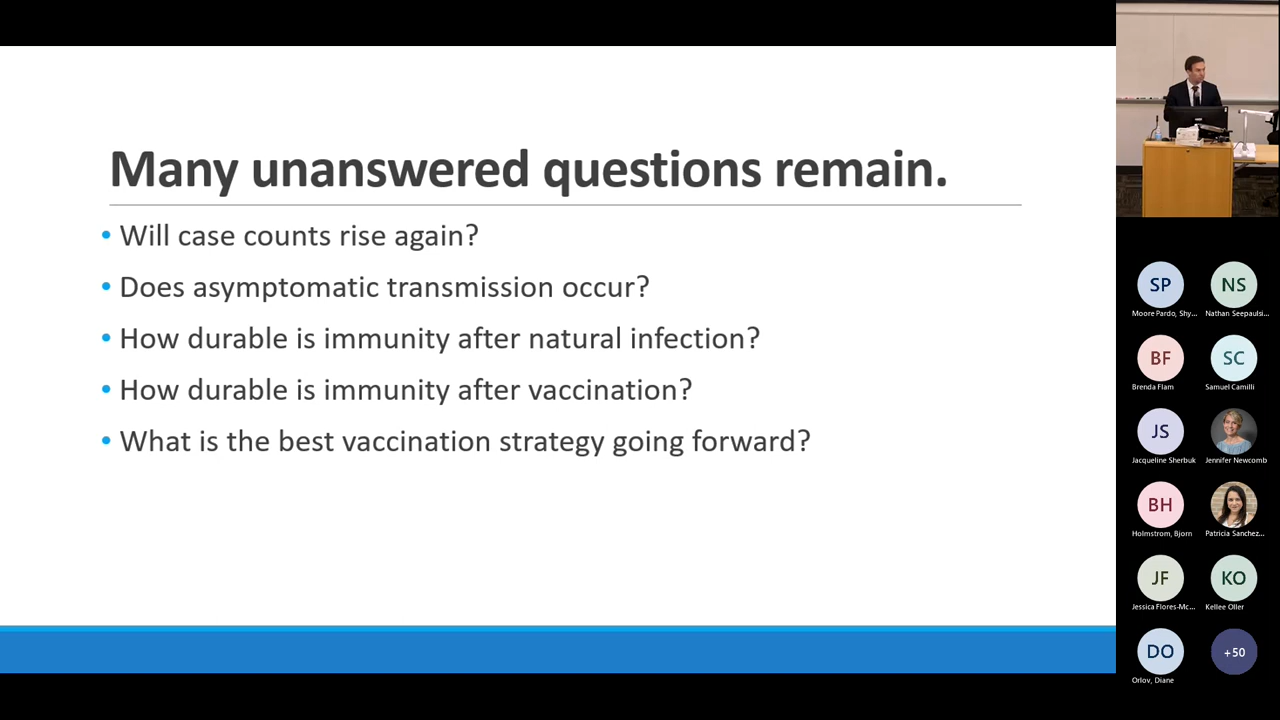 Many unanswered questions remain.
• Will case counts rise again?
• Does asymptomatic transmission occur?
• How durable is immunity after natural infection?
• How durable is immunity after vaccination?
• What is the best vaccination strategy going forward?
SP
Moore Pardo, Shy...
NS
Nathan Seepaulsi...
BF
Brenda Flam
SC
Samuel Camilli
JS
Jacqueline Sherbuk
Jennifer Newcomb
BH
Holmstrom, Bjorn
Patricia Sanchez...
JF
Jessica Flores-Mc...
KO
Kellee Oller
DO
Orlov, Diane
+50